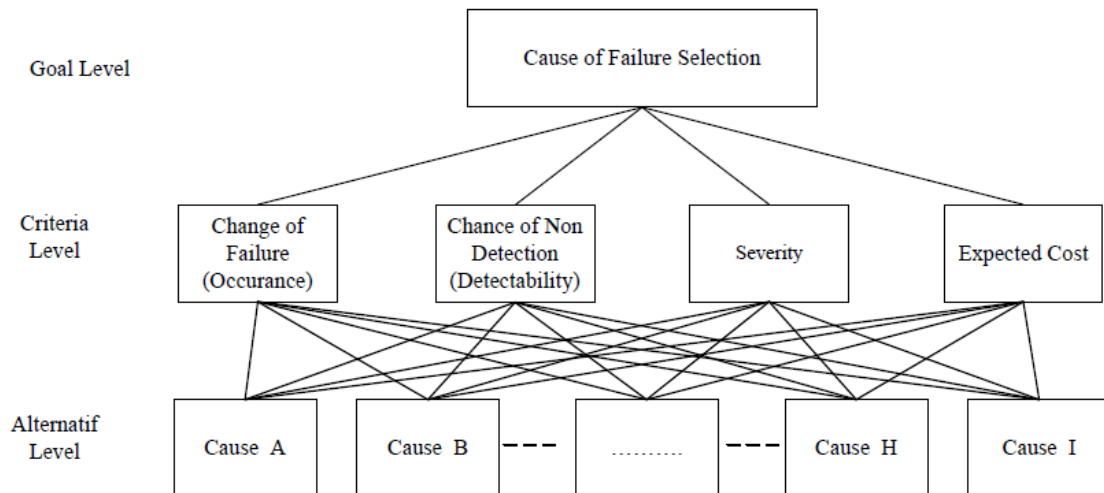 Goal Level
Cause of Failure Selection
Criteria
Level
Change of
Failure
(Occurance)
Chance of Non
Detection
(Detectability)
Severity
Expected Cost
Alternatif
Level
Cause A
Cause B
..........
Cause H
Cause I